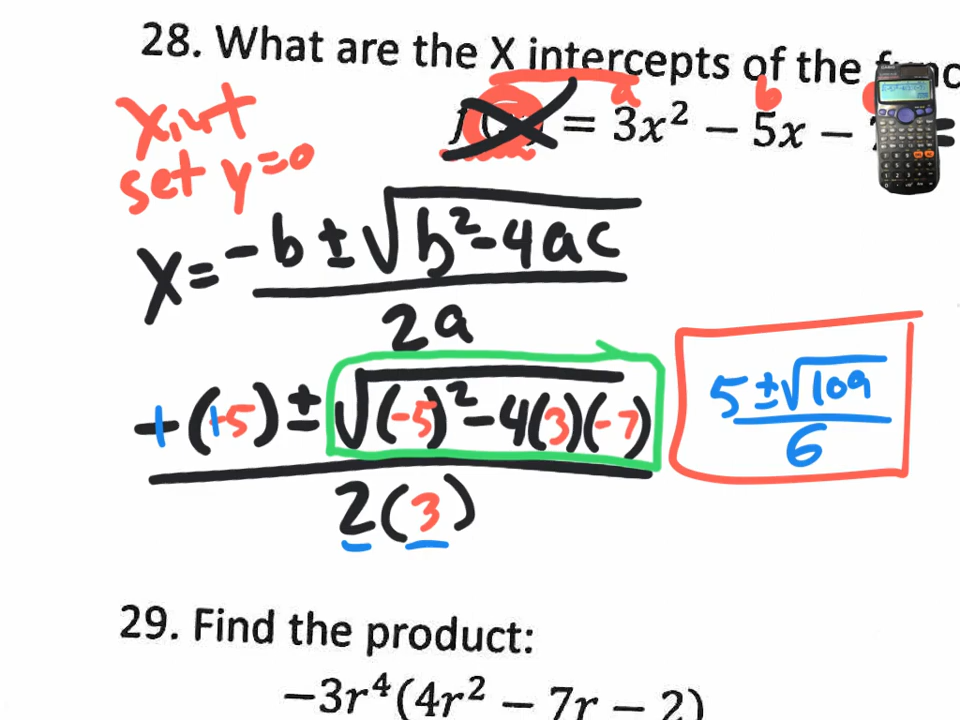 28. What are the X intercepts of the func
x int
set y=0
a b
= 3x² − 5x −
x = -b ± √b² - 4ac
2a
+ (+5) ± √(-5)² - 4(3)(-7)
2(3)
5 ± √109
6
29. Find the product:
−3r⁴(4r² − 7r − 2)